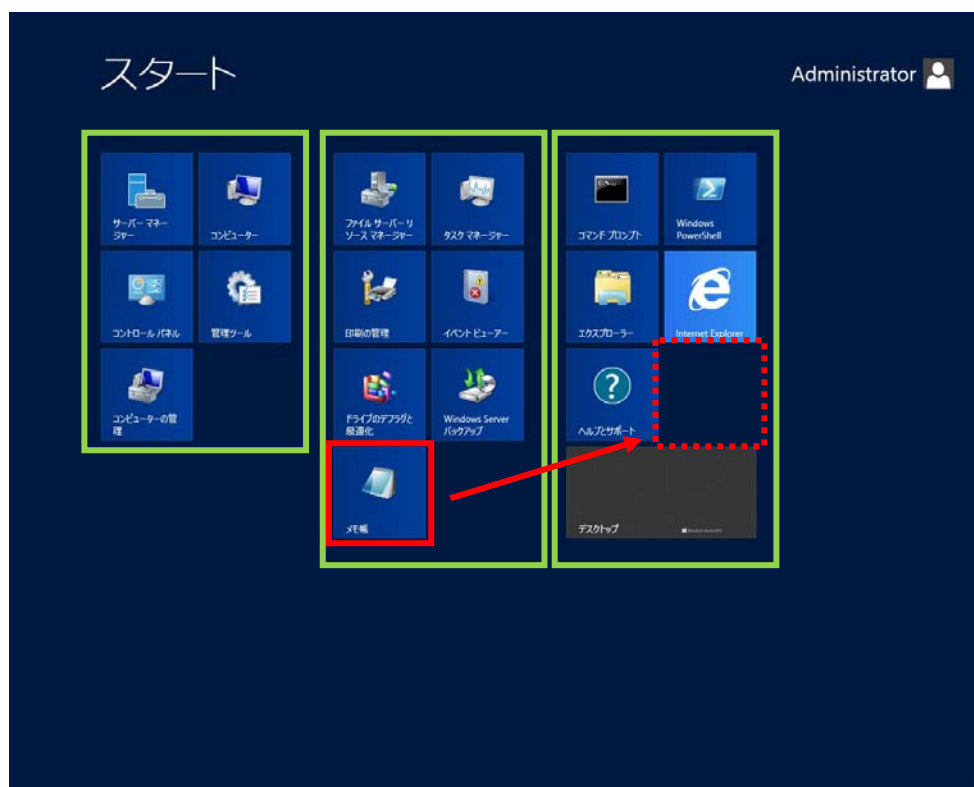 スタート
Administrator
サーバー マネー
ジャー
コンピューター
ファイル サーバー リ
ソース マネージャー
タスク マネージャー
コマンド プロンプト
Windows
PowerShell
コントロール パネル
管理ツール
印刷の管理
イベント ビューアー
エクスプローラー
Internet Explorer
コンピューターの管
理
ドライブのデフラグと
最適化
Windows Server
バックアップ
ヘルプとサポート
メモ帳
デスクトップ